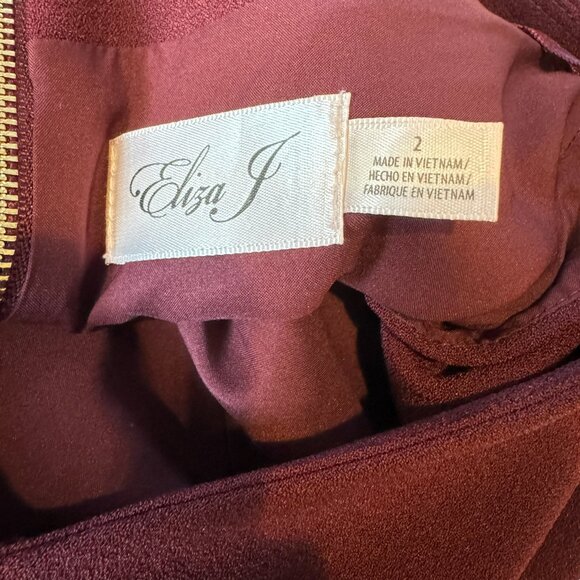 Eliza J
2
MADE IN VIETNAM/
HECHO EN VIETNAM/
FABRIQUE EN VIETNAM